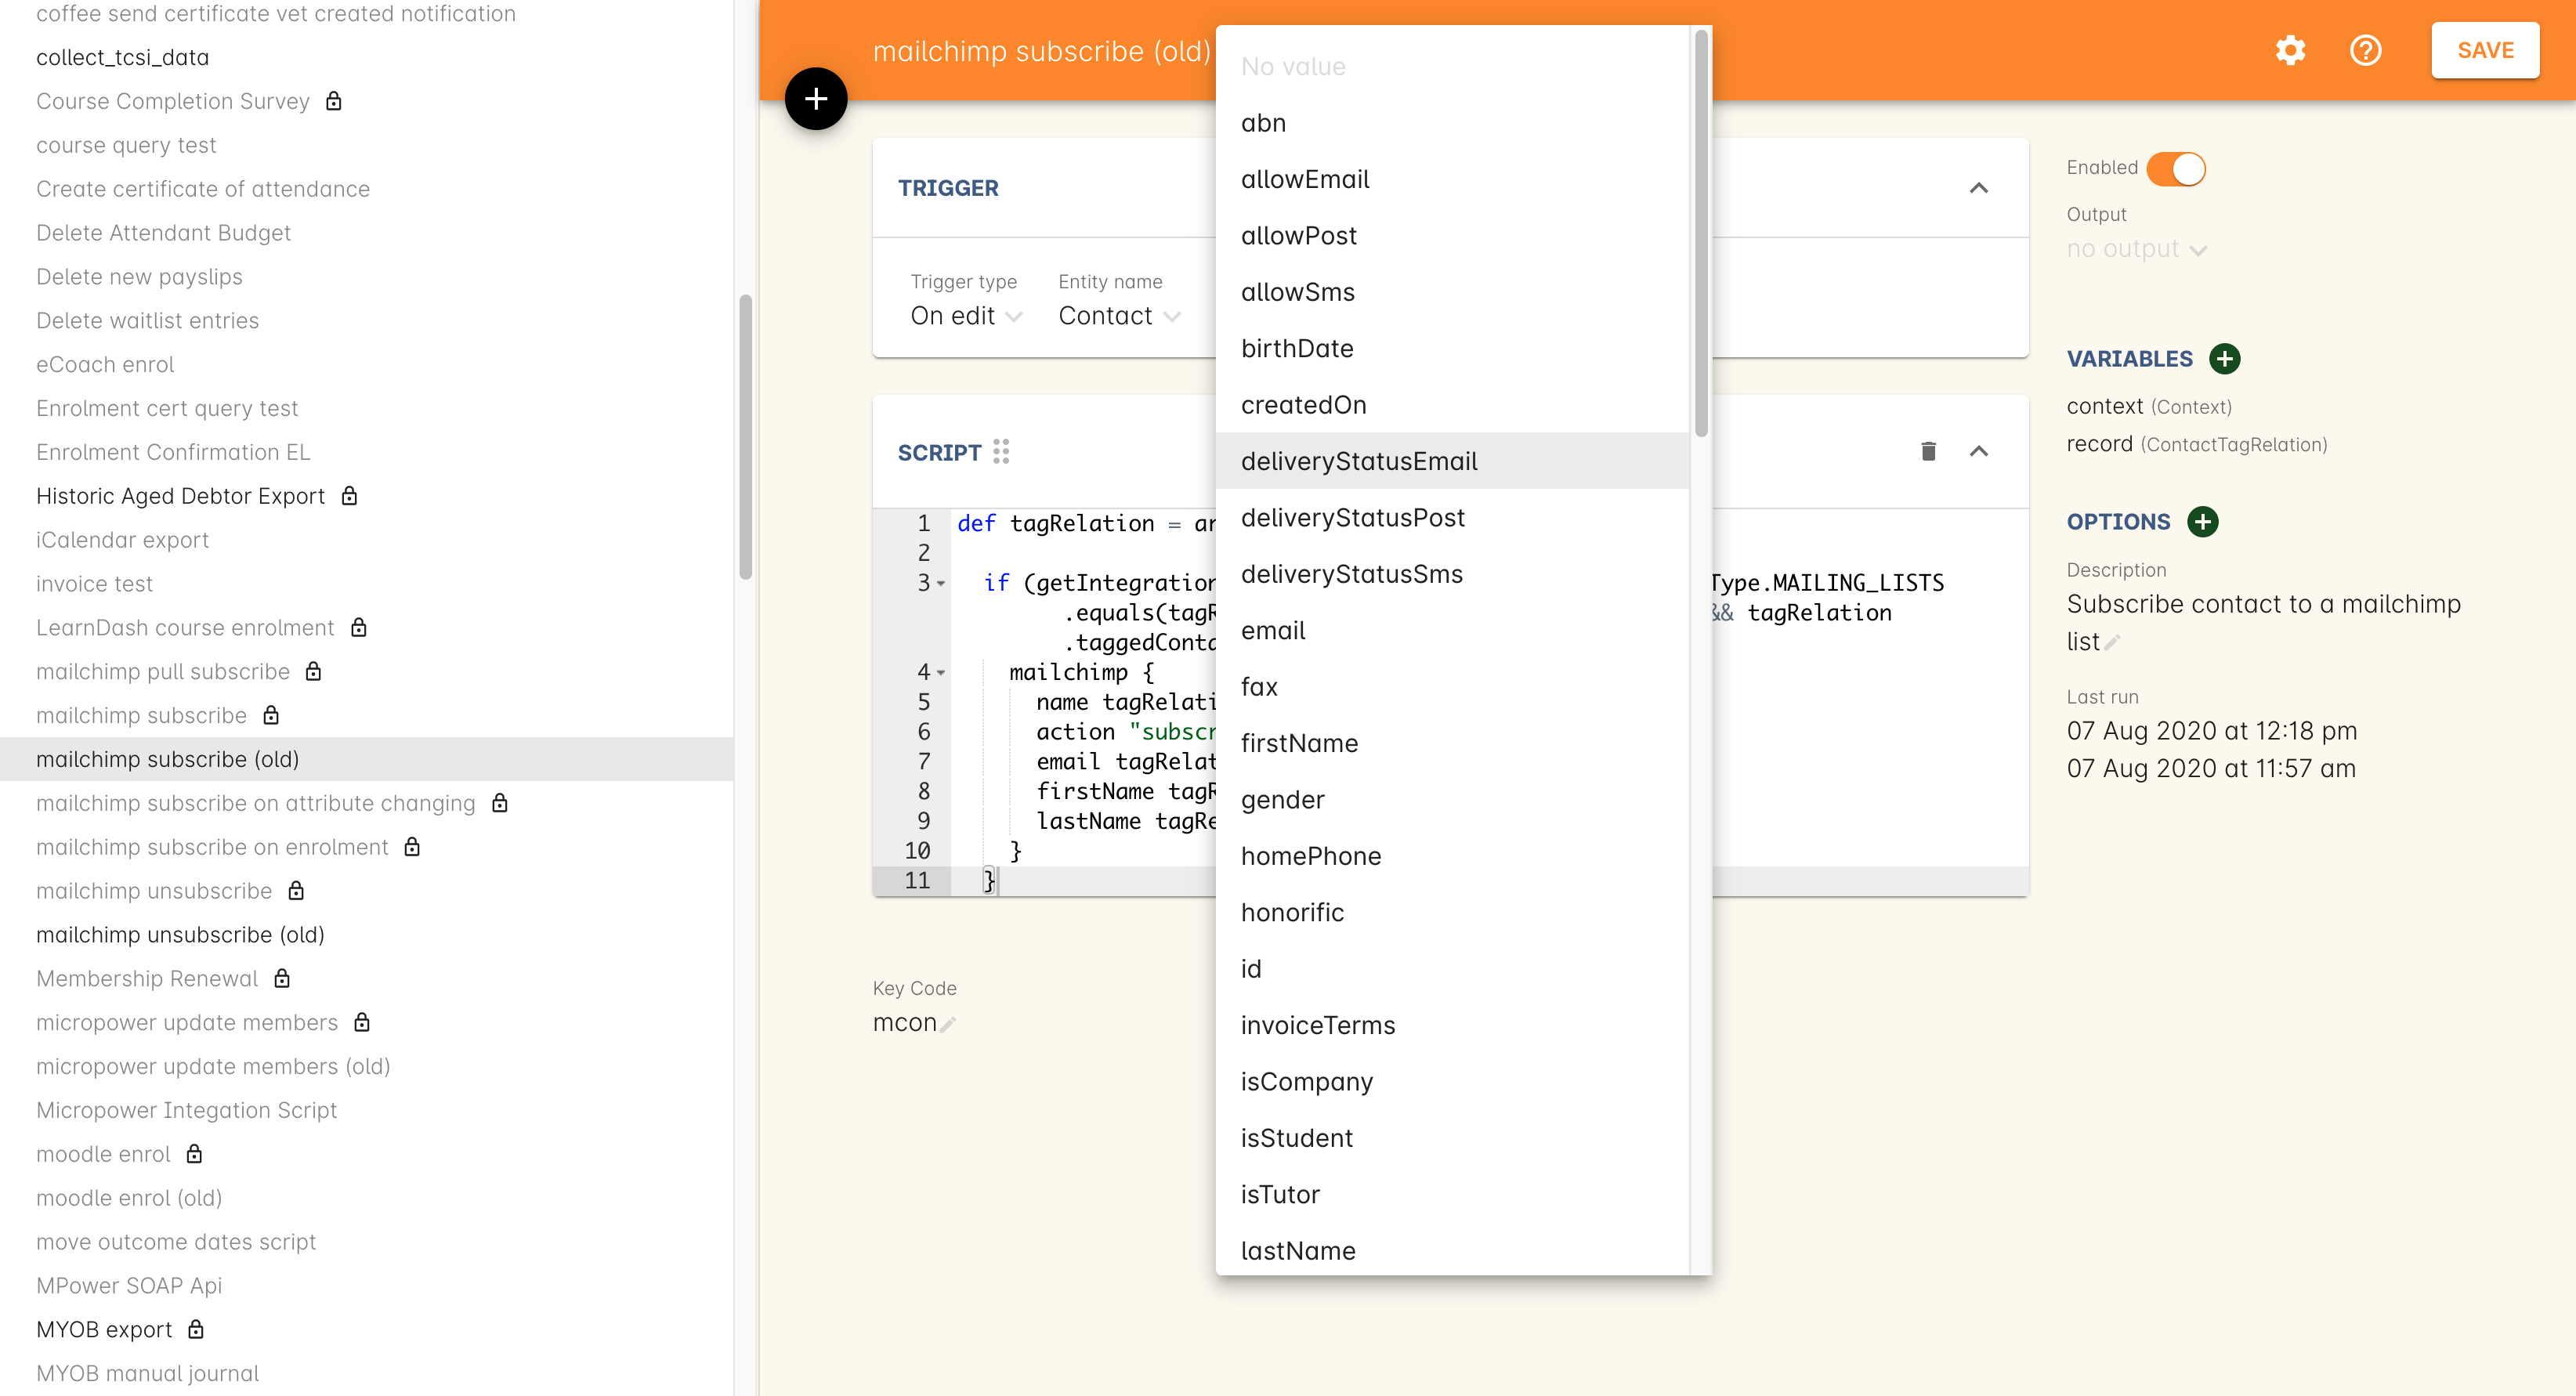 coffee send certificate vet created notification
collect_tcsi_data
Course Completion Survey
course query test
Create certificate of attendance
Delete Attendant Budget
Delete new payslips
Delete waitlist entries
eCoach enrol
Enrolment cert query test
Enrolment Confirmation EL
Historic Aged Debtor Export
iCalendar export
invoice test
LearnDash course enrolment
mailchimp pull subscribe
mailchimp subscribe
mailchimp subscribe (old)
mailchimp subscribe on attribute changing
mailchimp subscribe on enrolment
mailchimp unsubscribe
mailchimp unsubscribe (old)
Membership Renewal
micropower update members
micropower update members (old)
Micropower Integation Script
moodle enrol
moodle enrol (old)
move outcome dates script
MPower SOAP Api
MYOB export
MYOB manual journal
mailchimp subscribe (old)
SAVE
TRIGGER
Trigger type
On edit
Entity name
Contact
SCRIPT
1 def tagRelation = ar
2
3 if (getIntegration Type.MAILING_LISTS
.equals(tagR && tagRelation
.taggedConta
4 mailchimp {
5 name tagRelati
6 action "subscr
7 email tagRelat
8 firstName tagR
9 lastName tagRe
10 }
11 }
Key Code
mcon
No value
abn
allowEmail
allowPost
allowSms
birthDate
createdOn
deliveryStatusEmail
deliveryStatusPost
deliveryStatusSms
email
fax
firstName
gender
homePhone
honorific
id
invoiceTerms
isCompany
isStudent
isTutor
lastName
Enabled
Output
no output
VARIABLES
context (Context)
record (ContactTagRelation)
OPTIONS
Description
Subscribe contact to a mailchimp
list
Last run
07 Aug 2020 at 12:18 pm
07 Aug 2020 at 11:57 am